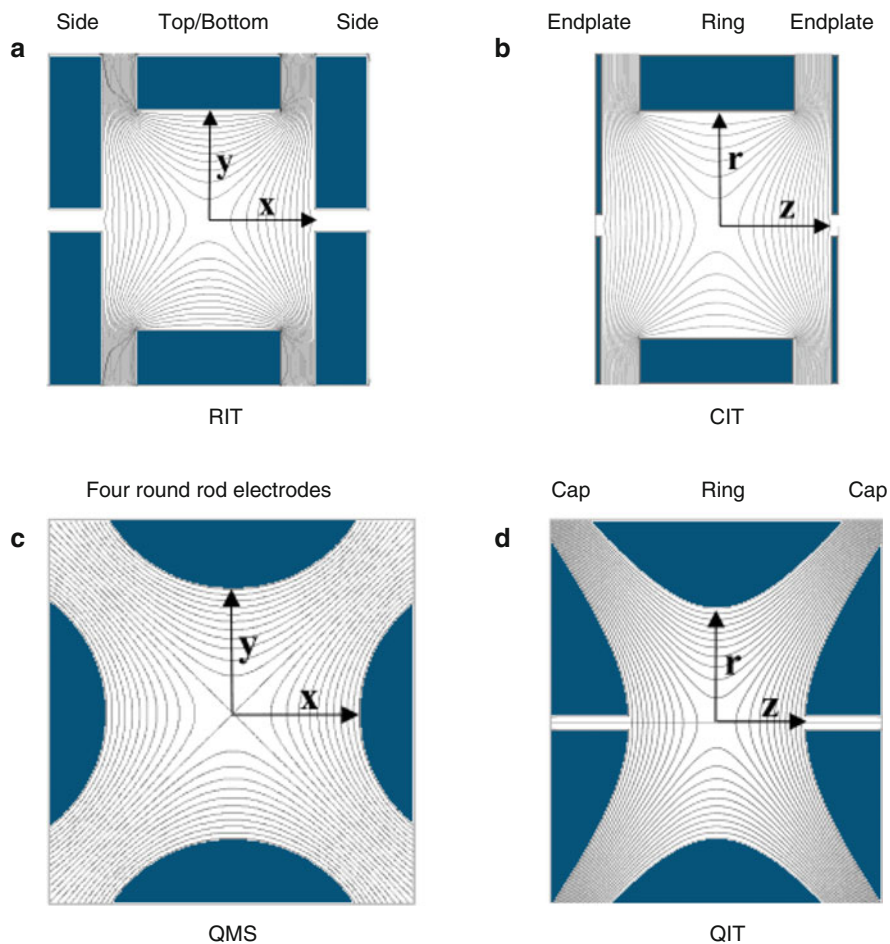 Side Top/Bottom Side
a
y
x
RIT
Endplate Ring Endplate
b
r
z
CIT
Four round rod electrodes
c
y
x
QMS
Cap Ring Cap
d
r
z
QIT